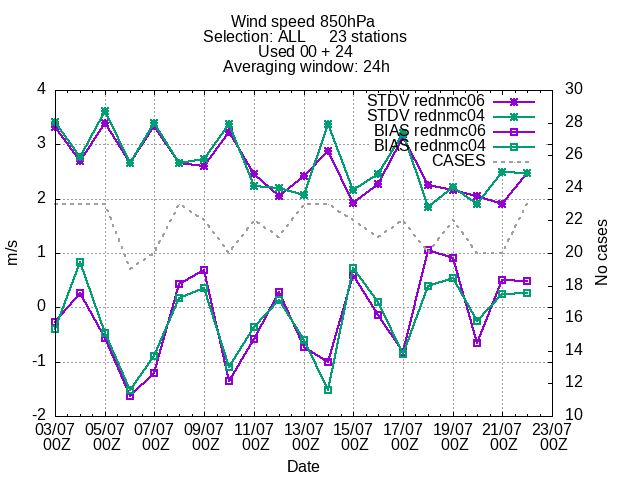 Wind speed 850hPa
Selection: ALL     23 stations
Used 00 + 24
Averaging window: 24h
4 30
STDV rednmc06
STDV rednmc04
BIAS rednmc06
BIAS rednmc04
CASES
3 28
26
2 24
22
1 20
18
0 16
-1 14
12
-2 10
m/s
No cases
03/07 05/07 07/07 09/07 11/07 13/07 15/07 17/07 19/07 21/07 23/07
00Z 00Z 00Z 00Z 00Z 00Z 00Z 00Z 00Z 00Z 00Z
Date